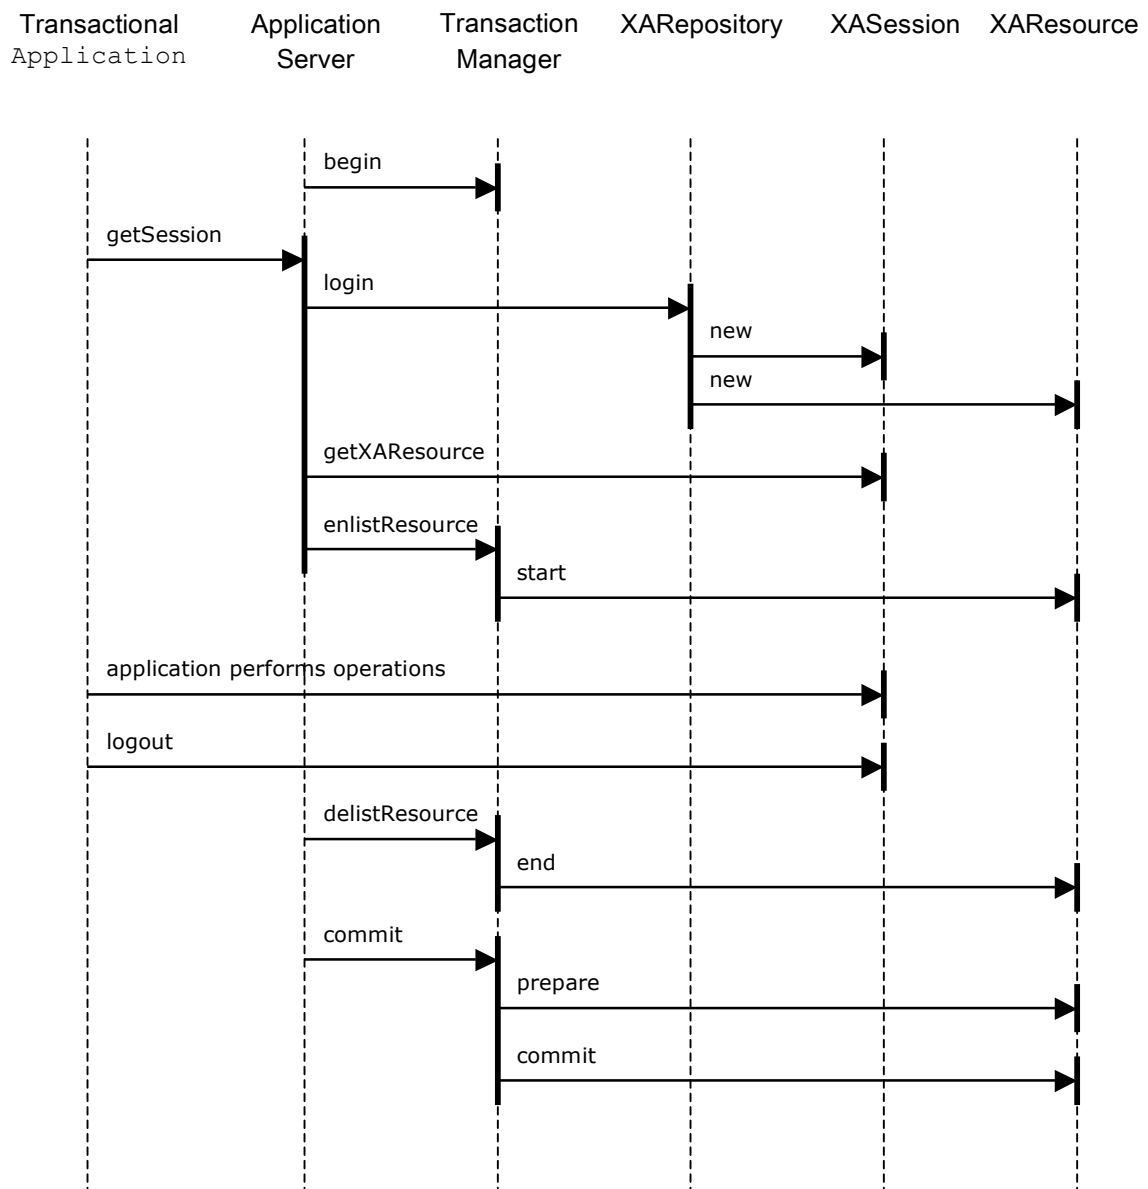 Transactional
Application
Application
Server
Transaction
Manager
XARepository
XASession
XAResource
begin
getSession
login
new
new
getXAResource
enlistResource
start
application performs operations
logout
delistResource
end
commit
prepare
commit